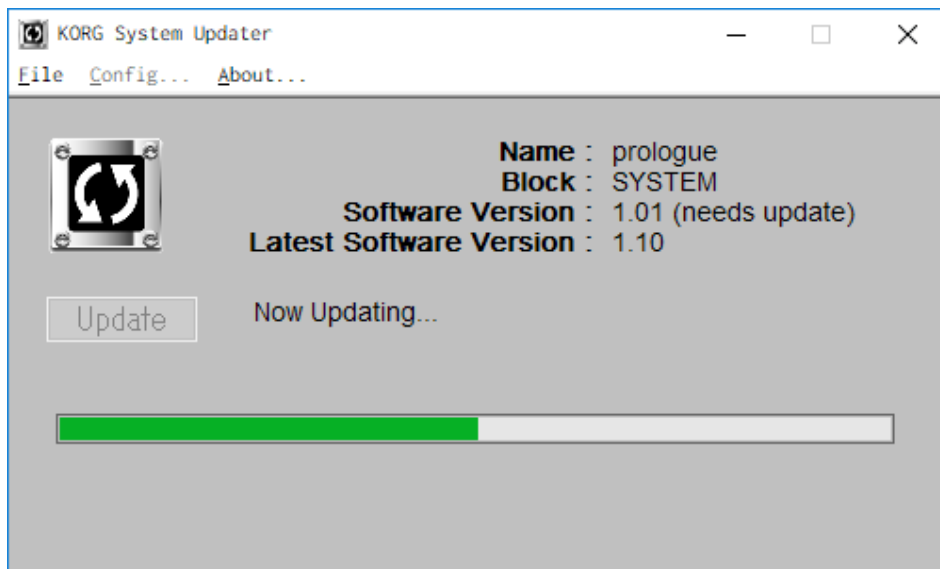 KORG System Updater
File Config... About...
Name : prologue
Block : SYSTEM
Software Version : 1.01 (needs update)
Latest Software Version : 1.10
Update Now Updating...